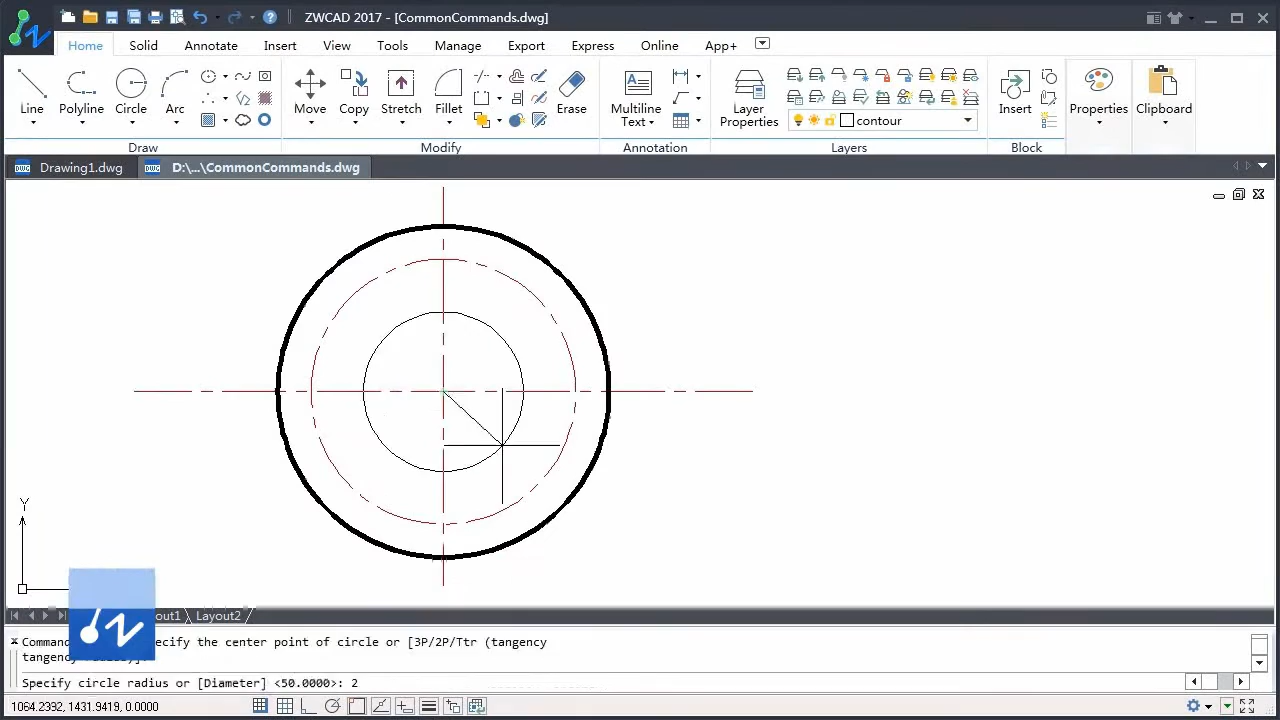 ZWCAD 2017 - [CommonCommands.dwg]
Home Solid Annotate Insert View Tools Manage Export Express Online App+
Line Polyline Circle Arc Move Copy Stretch Fillet Erase Multiline Text Layer Properties contour Insert Properties Clipboard
Draw Modify Annotation Layers Block
Drawing1.dwg D:\...\CommonCommands.dwg
Y
out1 Layout2
Comman pecify the center point of circle or [3P/2P/Ttr (tangency
Specify circle radius or [Diameter] <50.0000>: 2
1064.2392, 1431.9419, 0.0000